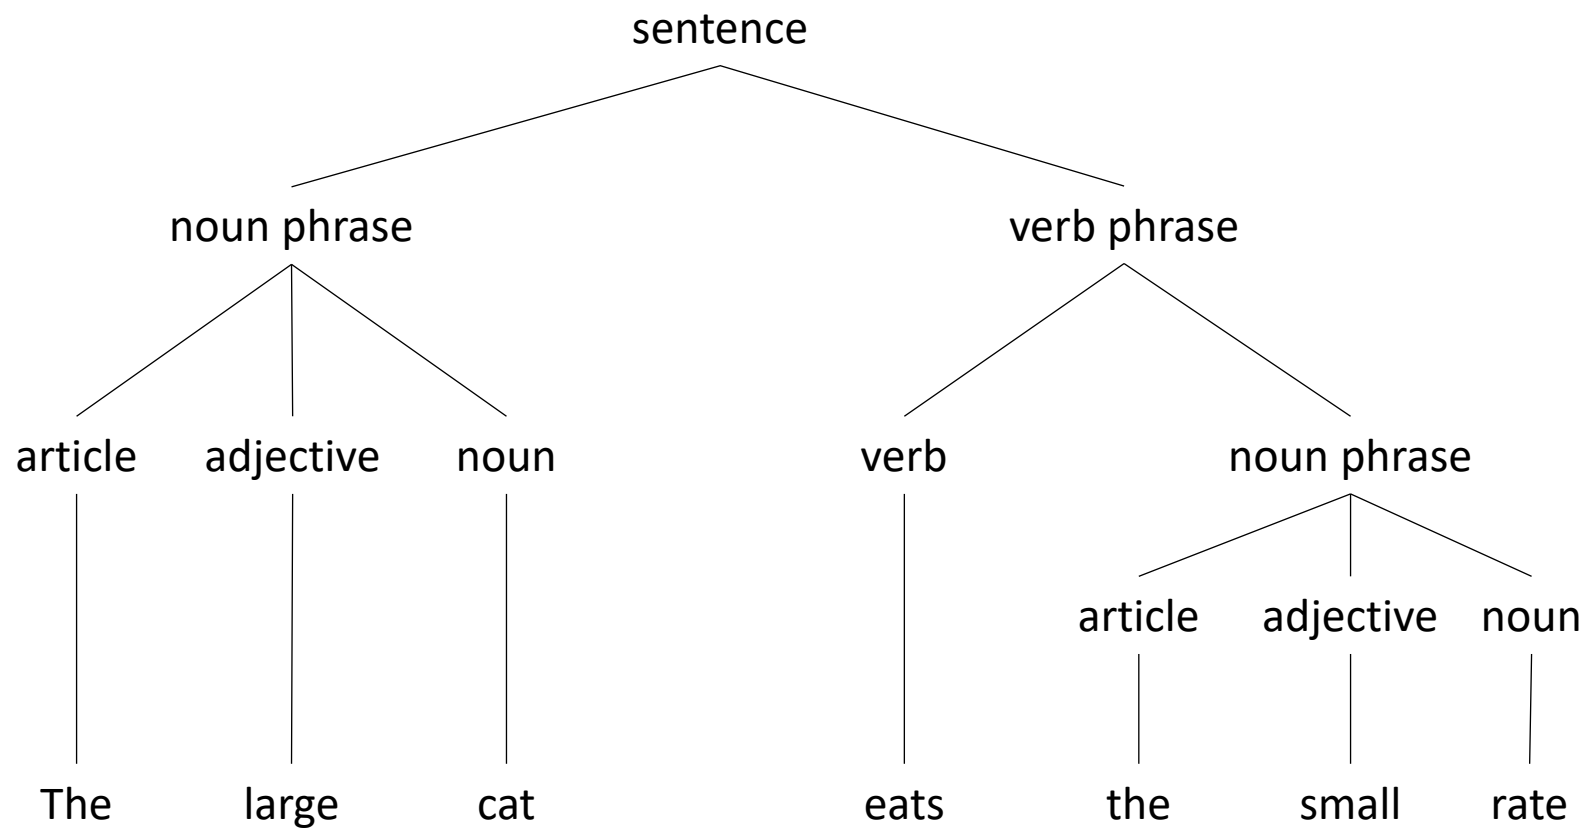 sentence
noun phrase verb phrase
article adjective noun verb noun phrase
article adjective noun
The large cat eats the small rate